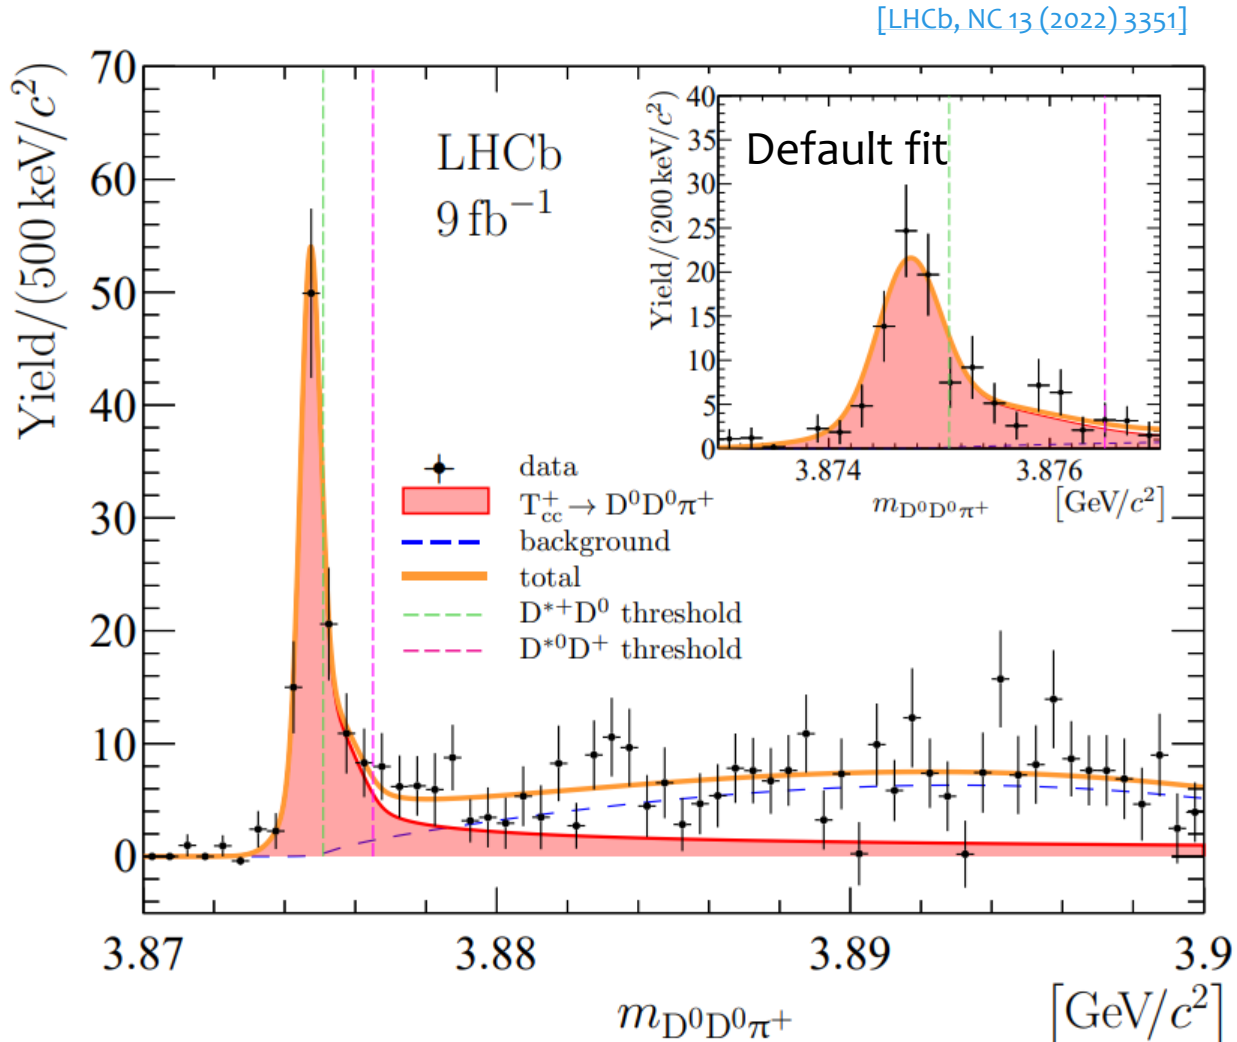 [LHCb, NC 13 (2022) 3351]
Yield/(500 keV/c²)
70
60
50
40
30
20
10
0
LHCb
9 fb⁻¹
Default fit
Yield/(200 keV/c²)
40
35
30
25
20
15
10
5
0
3.874
3.876
m_{D⁰D⁰π⁺}
[GeV/c²]
data
T_{cc}^{+} → D⁰D⁰π⁺
background
total
D*⁺D⁰ threshold
D*⁰D⁺ threshold
3.87
3.88
3.89
3.9
m_{D⁰D⁰π⁺}
[GeV/c²]